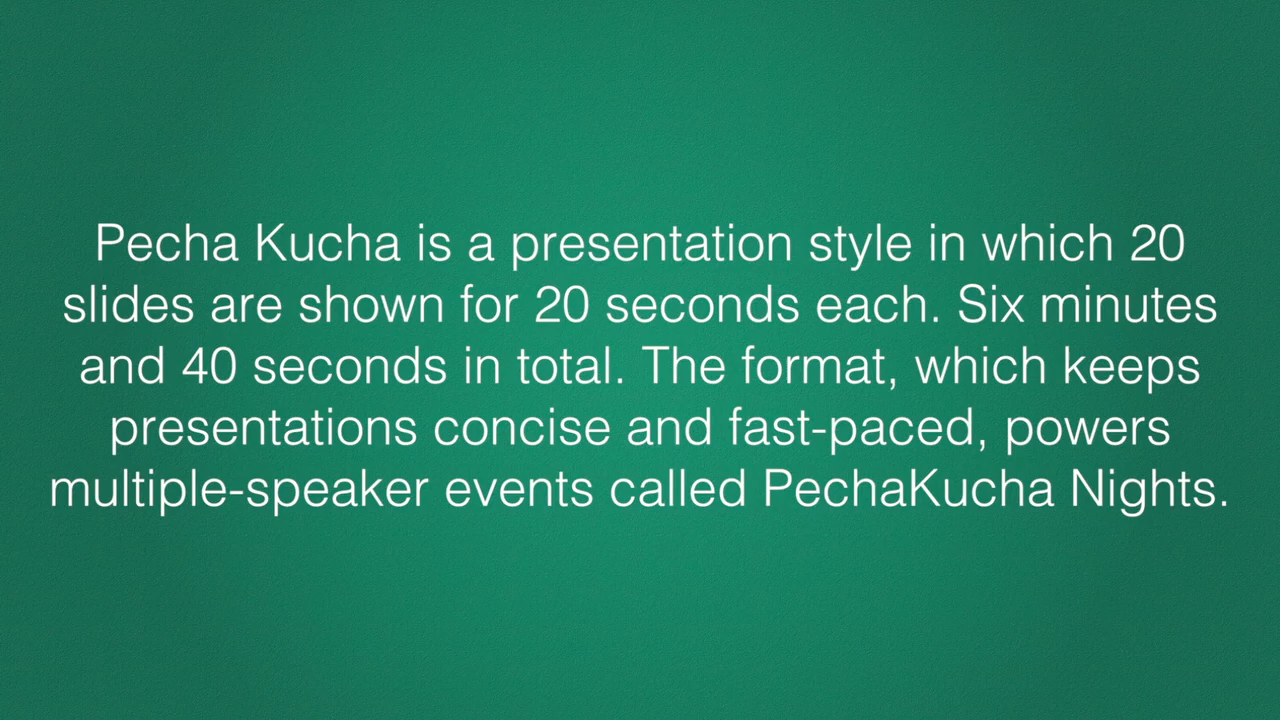 Pecha Kucha is a presentation style in which 20
slides are shown for 20 seconds each. Six minutes
and 40 seconds in total. The format, which keeps
presentations concise and fast-paced, powers
multiple-speaker events called PechaKucha Nights.